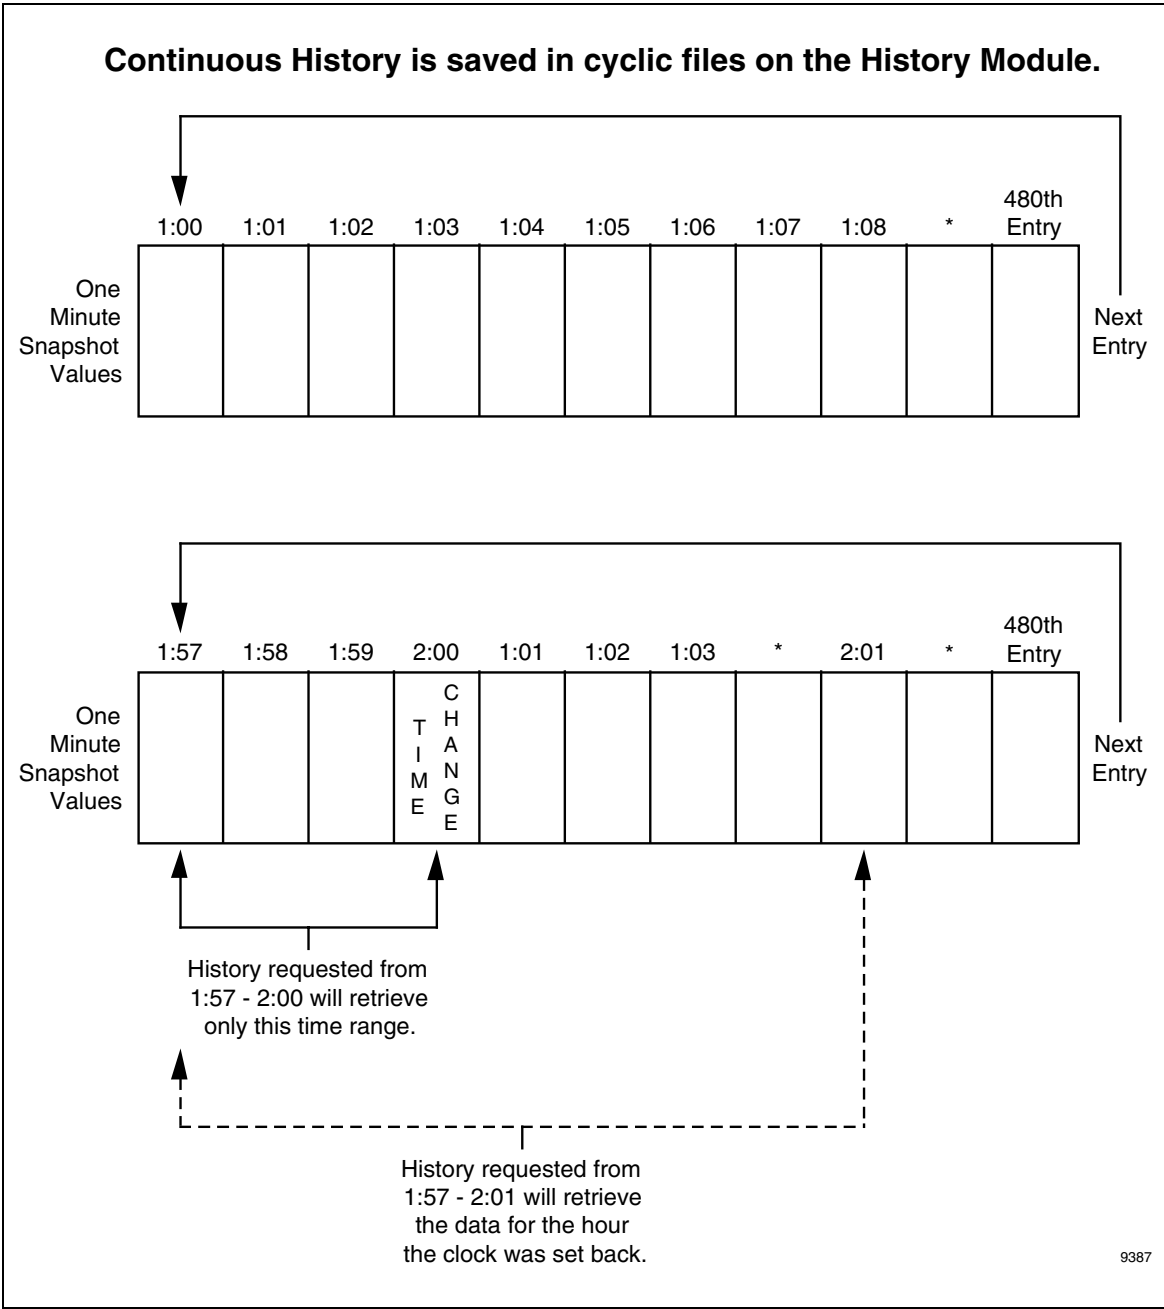 Continuous History is saved in cyclic files on the History Module.
480th
1:00 1:01 1:02 1:03 1:04 1:05 1:06 1:07 1:08 * Entry
One
Minute
Snapshot
Values
Next
Entry
480th
1:57 1:58 1:59 2:00 1:01 1:02 1:03 * 2:01 * Entry
One
Minute
Snapshot
Values
TIME
CHANGE
Next
Entry
History requested from
1:57 - 2:00 will retrieve
only this time range.
History requested from
1:57 - 2:01 will retrieve
the data for the hour
the clock was set back.
9387